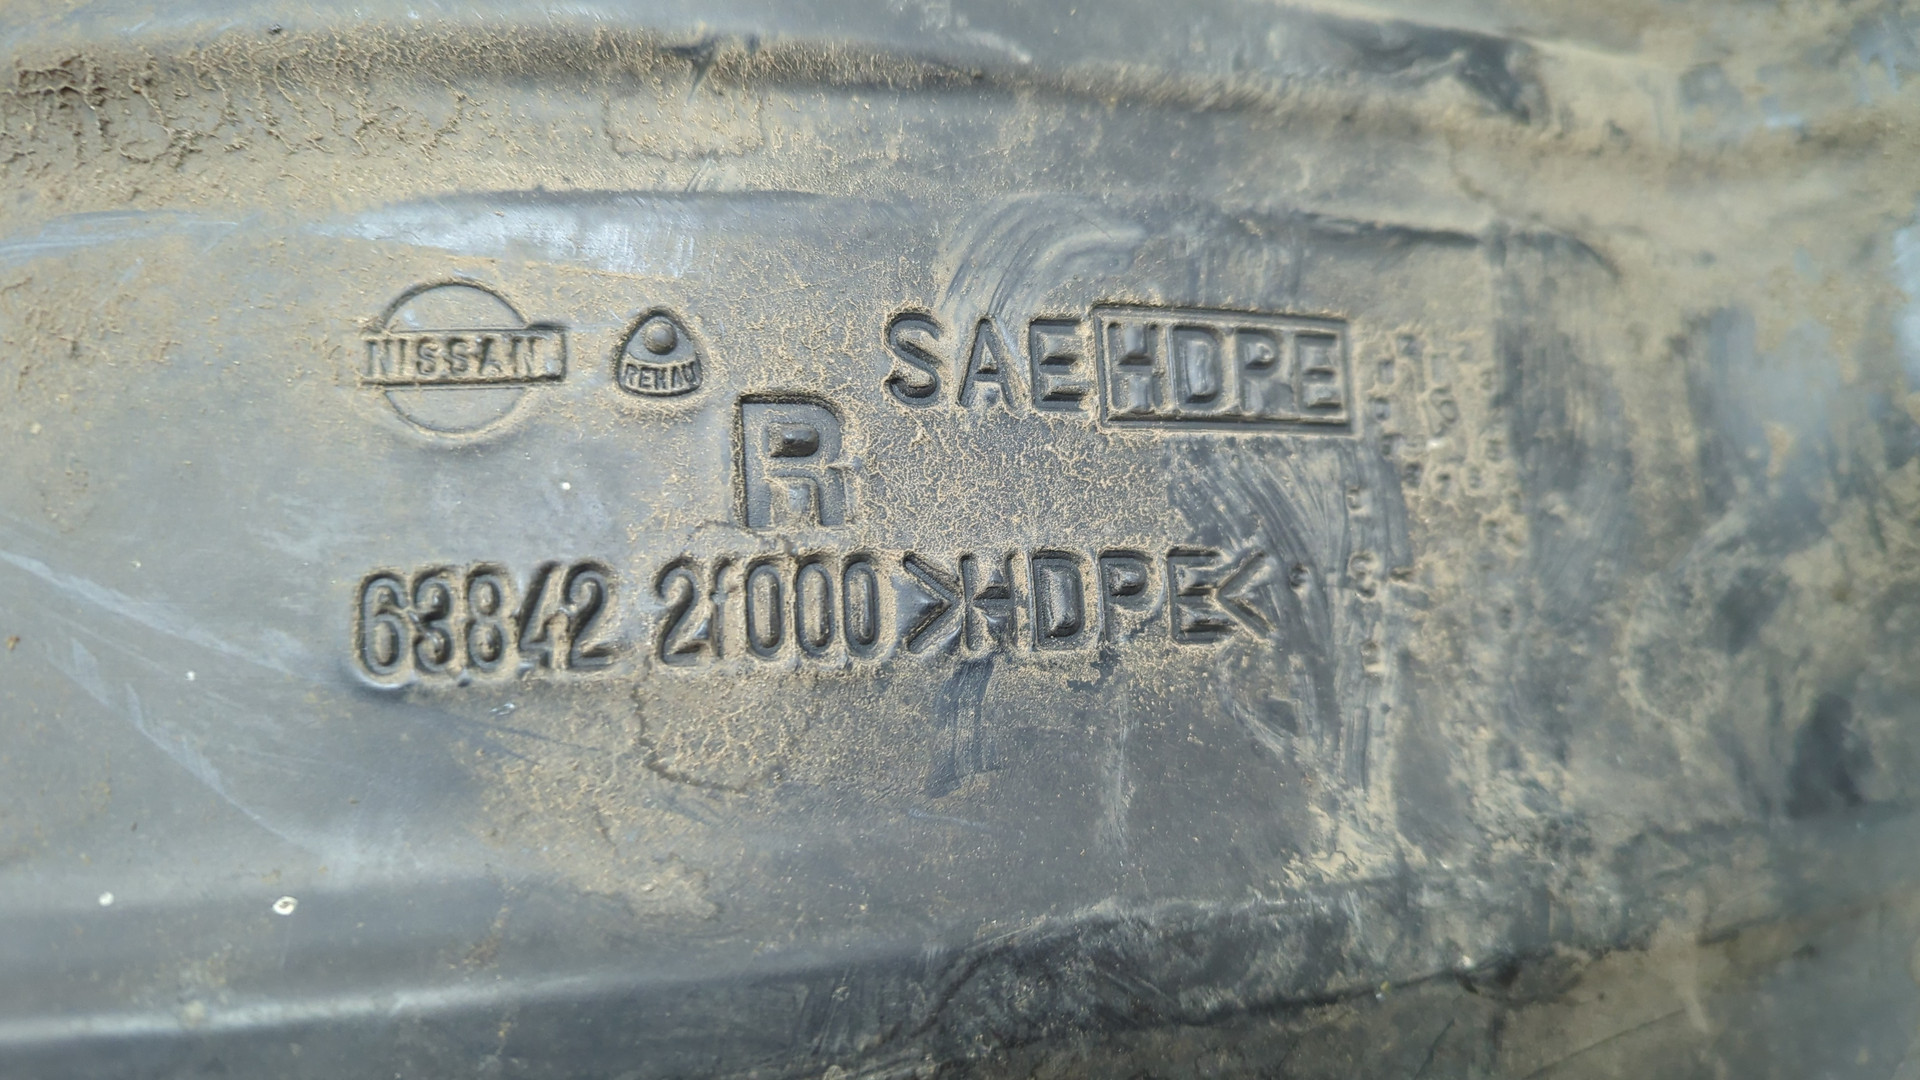 NISSAN REHAU SAE HDPE
R
63842 2f000 >HDPE<